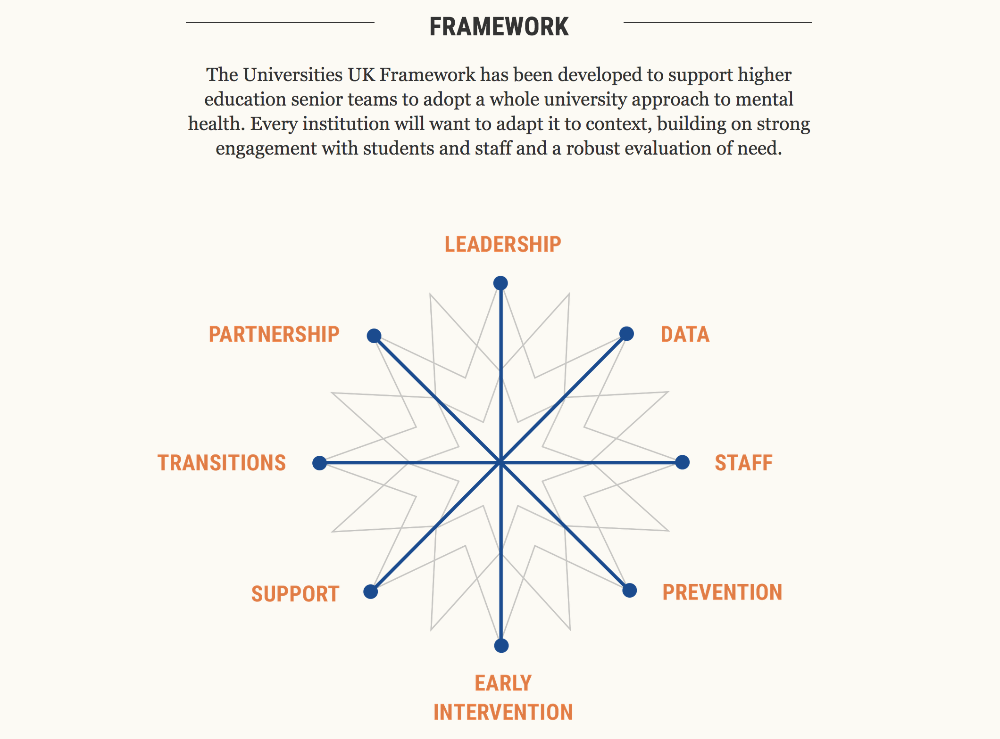 FRAMEWORK
The Universities UK Framework has been developed to support higher
education senior teams to adopt a whole university approach to mental
health. Every institution will want to adapt it to context, building on strong
engagement with students and staff and a robust evaluation of need.
LEADERSHIP
PARTNERSHIP
DATA
TRANSITIONS
STAFF
SUPPORT
PREVENTION
EARLY
INTERVENTION